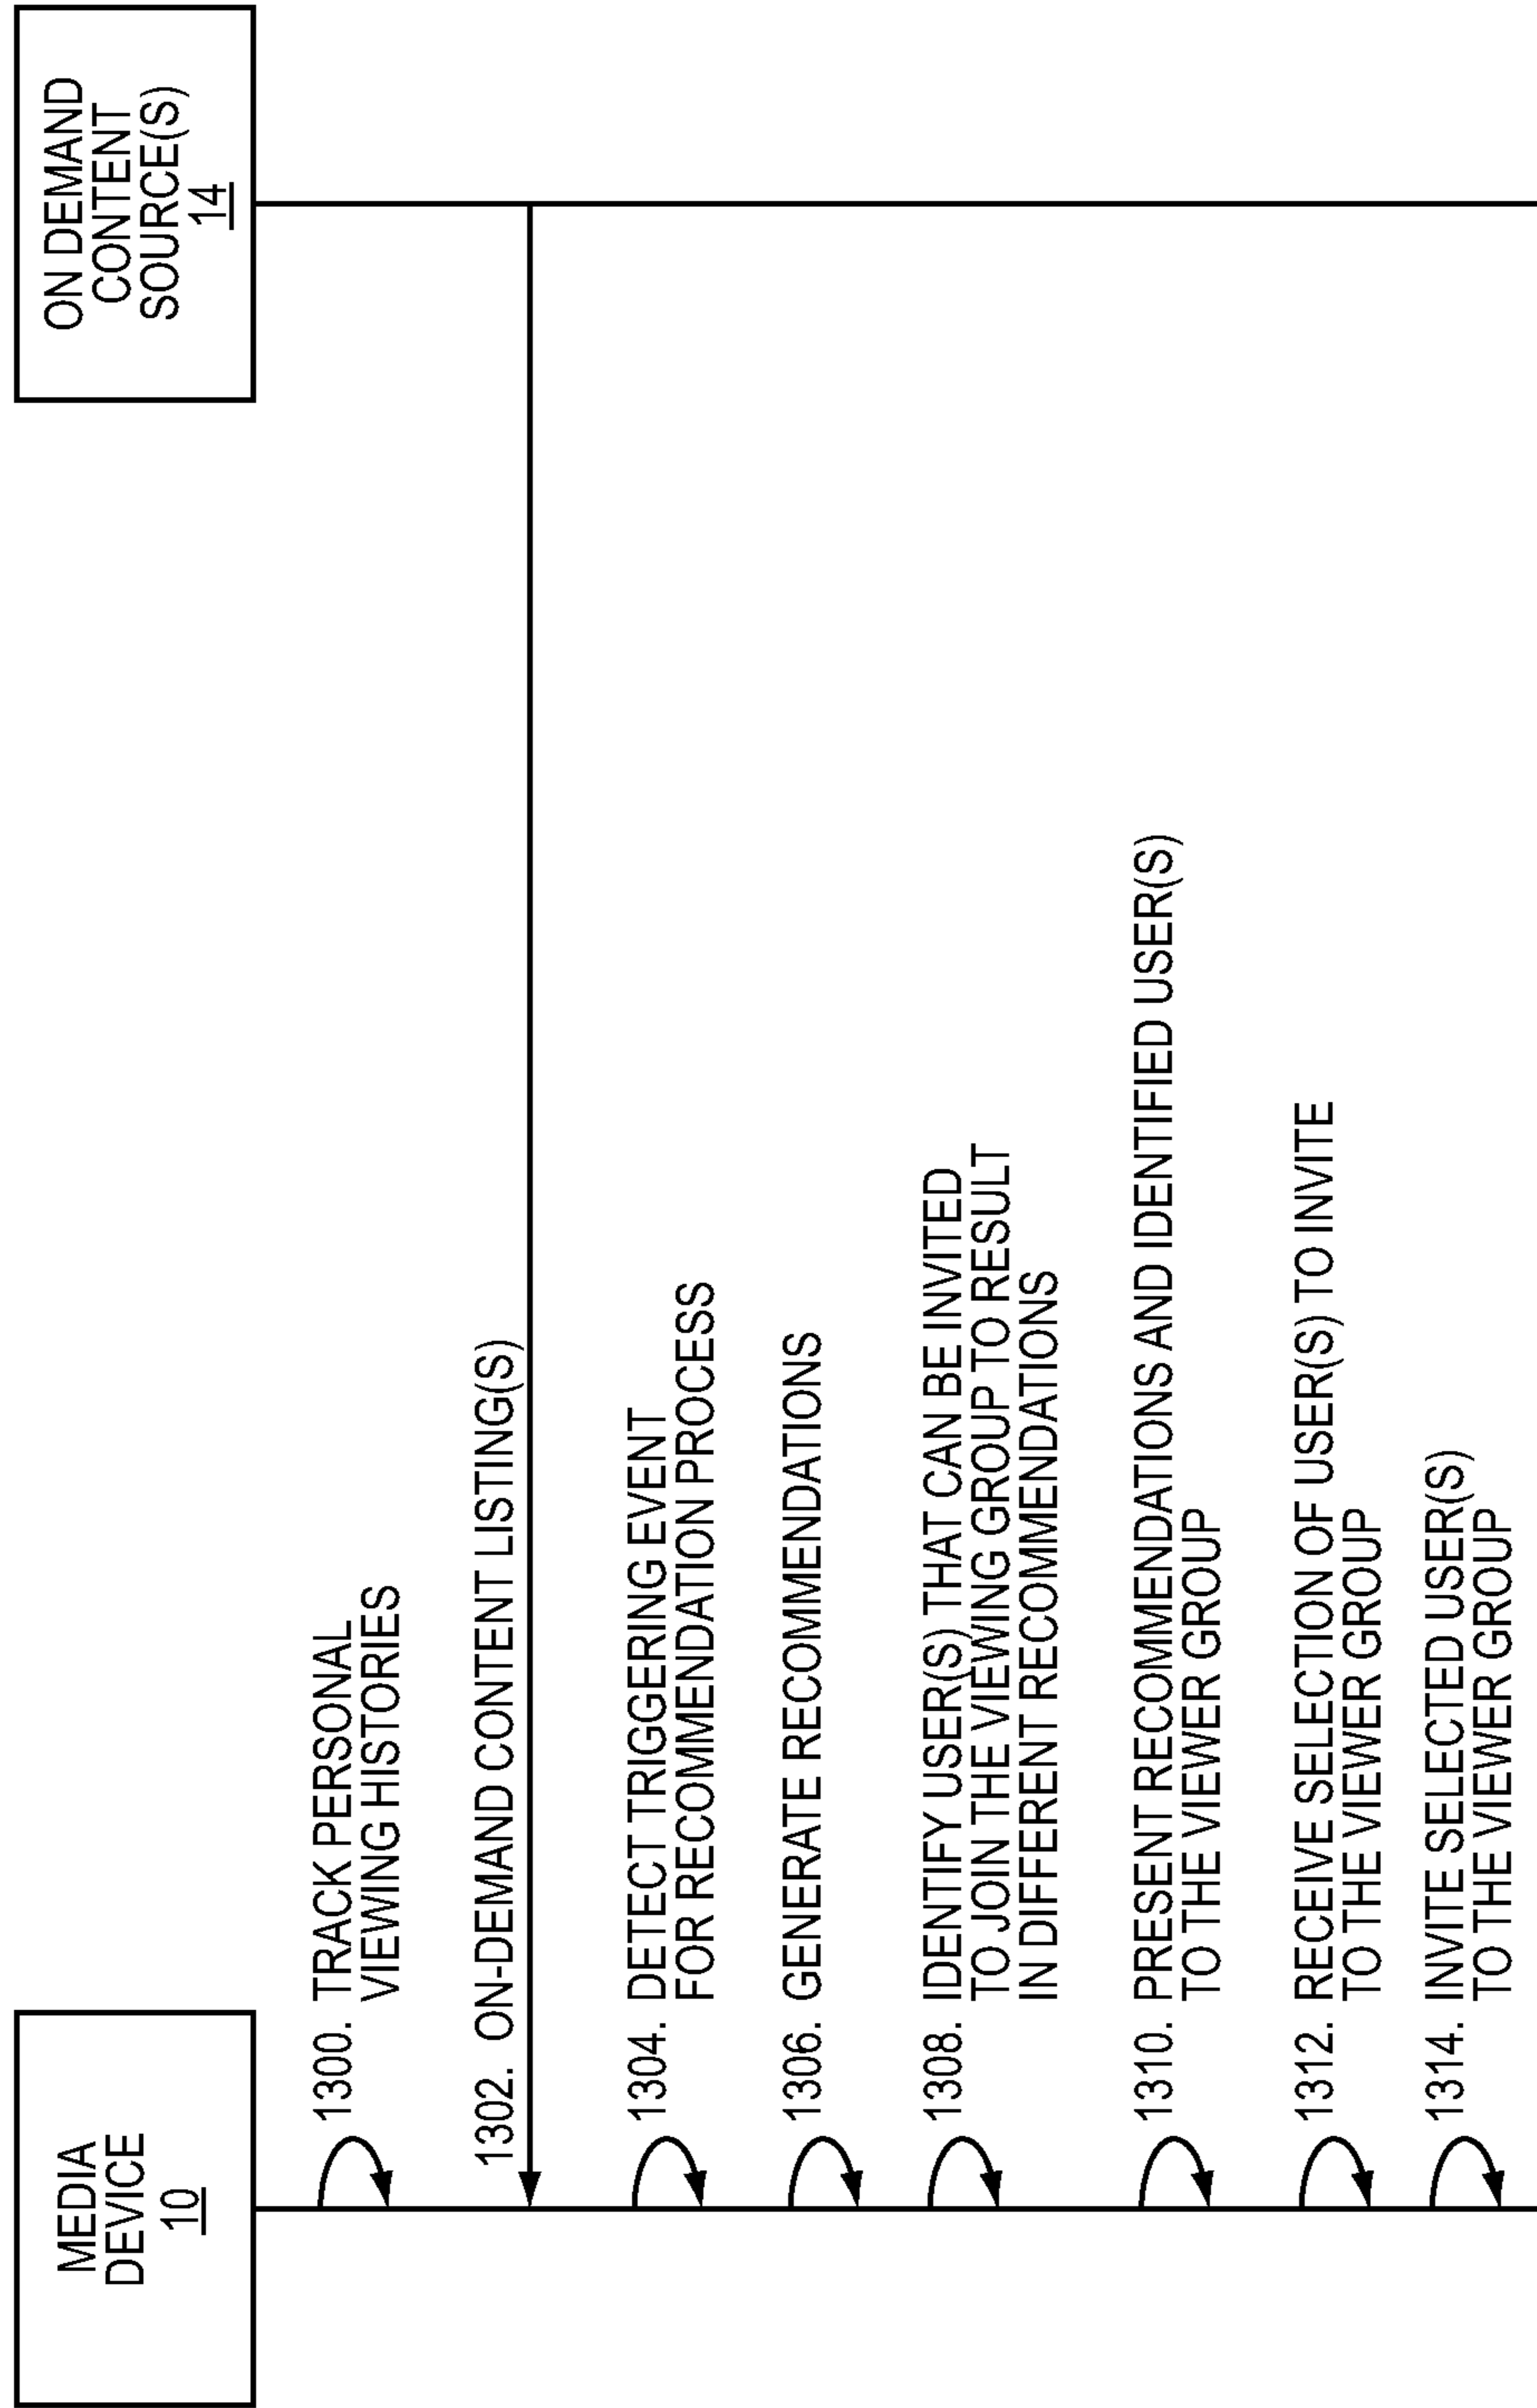 MEDIA
DEVICE
10
ON DEMAND
CONTENT
SOURCE(S)
14
1300. TRACK PERSONAL
VIEWING HISTORIES
1302. ON-DEMAND CONTENT LISTING(S)
1304. DETECT TRIGGERING EVENT
FOR RECOMMENDATION PROCESS
1306. GENERATE RECOMMENDATIONS
1308. IDENTIFY USER(S) THAT CAN BE INVITED
TO JOIN THE VIEWING GROUP TO RESULT
IN DIFFERENT RECOMMENDATIONS
1310. PRESENT RECOMMENDATIONS AND IDENTIFIED USER(S)
TO THE VIEWER GROUP
1312. RECEIVE SELECTION OF USER(S) TO INVITE
TO THE VIEWER GROUP
1314. INVITE SELECTED USER(S)
TO THE VIEWER GROUP